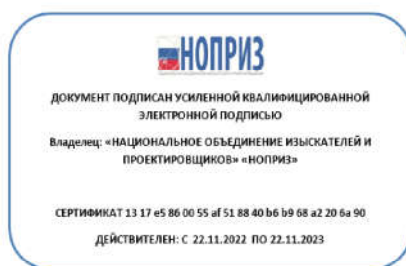 НОПРИЗ
ДОКУМЕНТ ПОДПИСАН УСИЛЕННОЙ КВАЛИФИЦИРОВАННОЙ
ЭЛЕКТРОННОЙ ПОДПИСЬЮ
Владелец: «НАЦИОНАЛЬНОЕ ОБЪЕДИНЕНИЕ ИЗЫСКАТЕЛЕЙ И
ПРОЕКТИРОВЩИКОВ» «НОПРИЗ»
СЕРТИФИКАТ 13 17 e5 86 00 55 af 51 88 40 b6 b9 68 a2 20 6a 90
ДЕЙСТВИТЕЛЕН: С 22.11.2022 ПО 22.11.2023